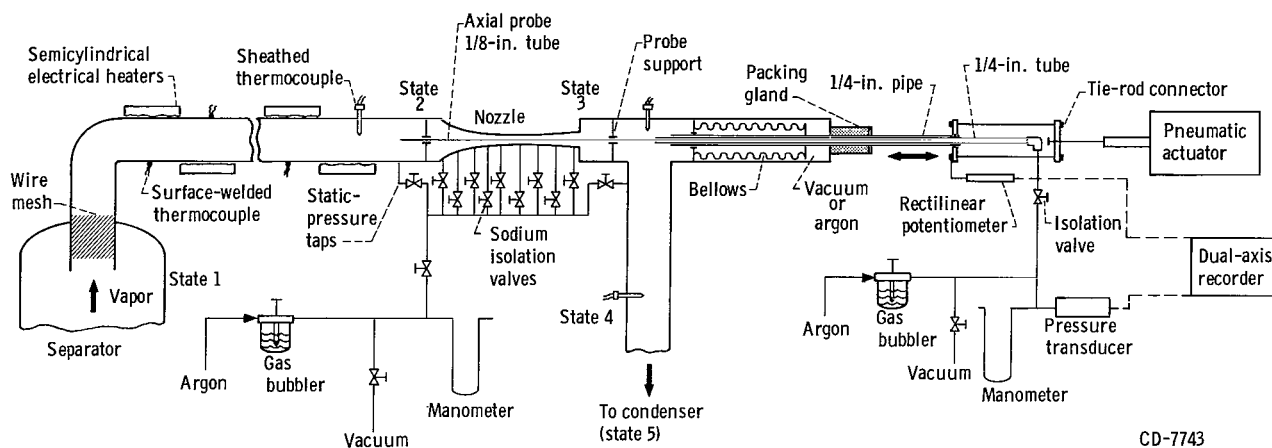 Semicylindrical
electrical heaters
Sheathed
thermocouple
State
2
Axial probe
1/8-in. tube
Nozzle
State
3
Probe
support
Packing
gland
1/4-in. pipe
1/4-in. tube
Tie-rod connector
Pneumatic
actuator
Wire
mesh
Surface-welded
thermocouple
Static-
pressure
taps
Sodium
isolation
valves
Bellows
Vacuum
or
argon
Rectilinear
potentiometer
Isolation
valve
Dual-axis
recorder
State 1
Vapor
Separator
State 4
Argon
Gas
bubbler
Vacuum
Manometer
To condenser
(state 5)
Argon
Gas
bubbler
Vacuum
Manometer
Pressure
transducer
CD-7743